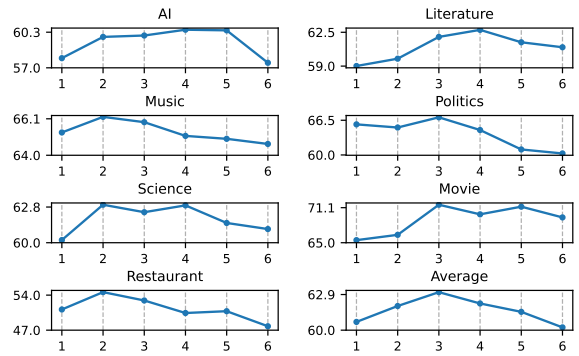 AI
60.3
57.0
1 2 3 4 5 6
Literature
62.5
59.0
1 2 3 4 5 6
Music
66.1
64.0
1 2 3 4 5 6
Politics
66.5
60.0
1 2 3 4 5 6
Science
62.8
60.0
1 2 3 4 5 6
Movie
71.1
65.0
1 2 3 4 5 6
Restaurant
54.0
47.0
1 2 3 4 5 6
Average
62.9
60.0
1 2 3 4 5 6